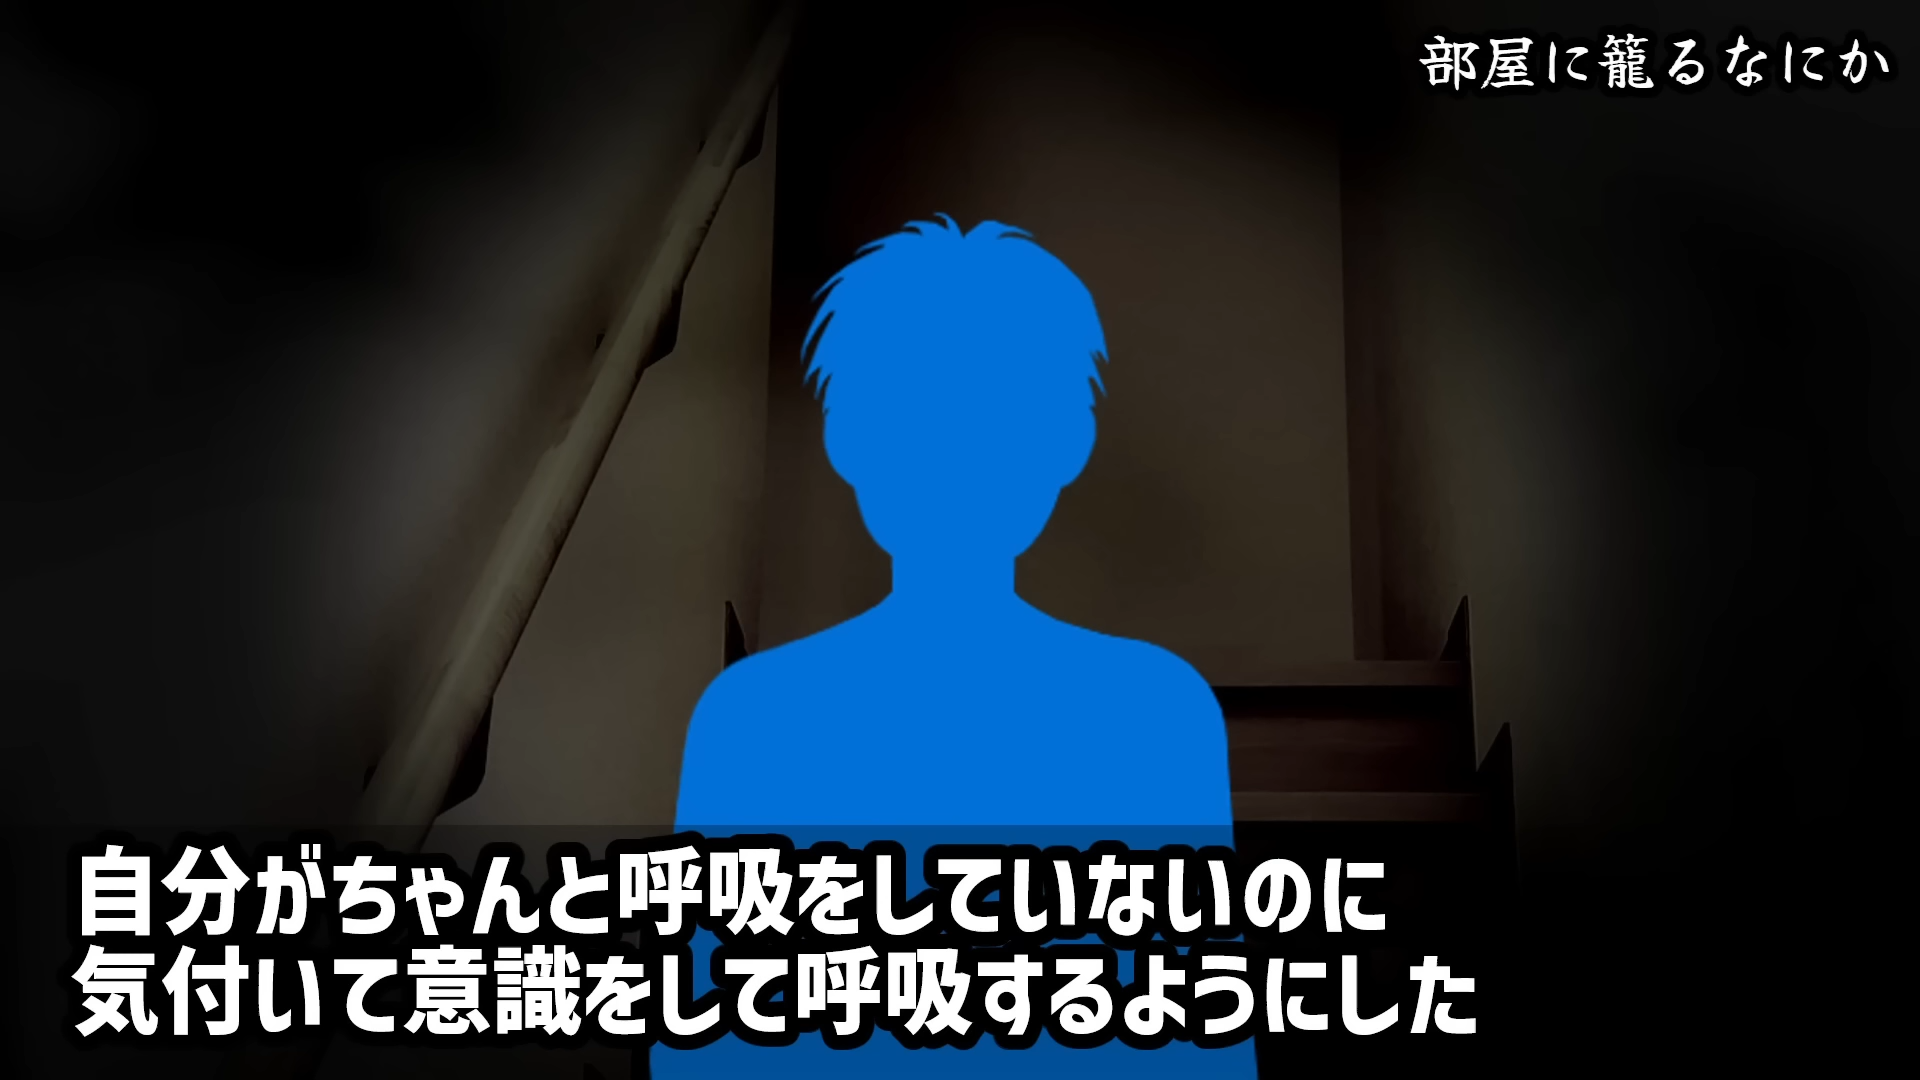 部屋に籠るなにか
自分がちゃんと呼吸をしていないのに
気付いて意識をして呼吸するようにした